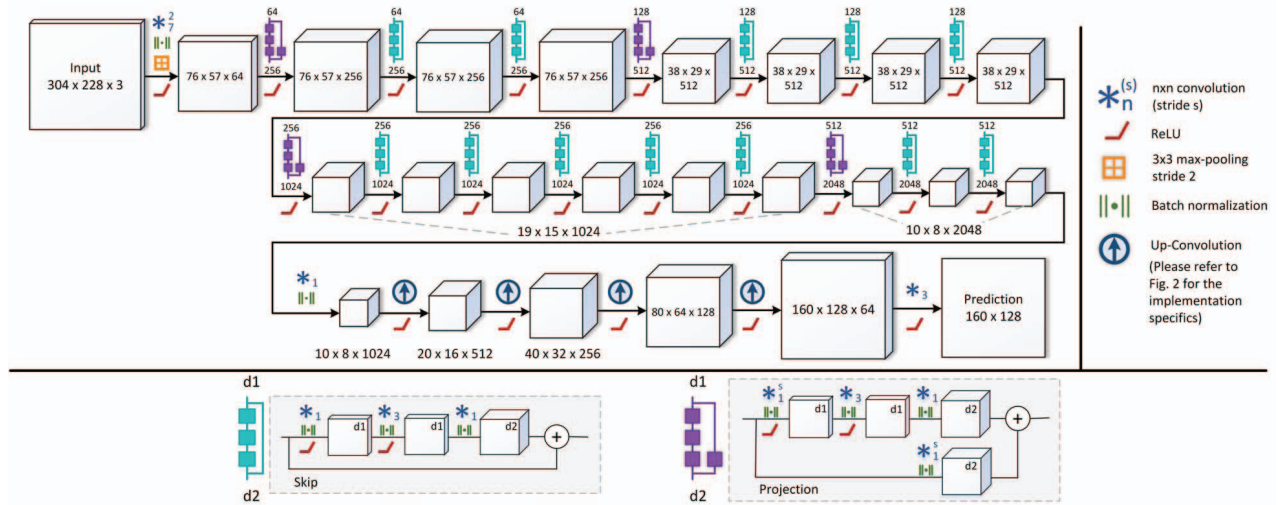 Input
304 x 228 x 3
* 2 7
76 x 57 x 64
64
256
76 x 57 x 256
64
256
76 x 57 x 256
64
256
76 x 57 x 256
128
512
38 x 29 x
512
128
512
38 x 29 x
512
128
512
38 x 29 x
512
128
512
38 x 29 x
512
256
1024
256
1024
256
1024
256
1024
256
1024
256
1024
512
2048
512
2048
512
2048
19 x 15 x 1024
10 x 8 x 2048
* 1
10 x 8 x 1024
20 x 16 x 512
40 x 32 x 256
80 x 64 x 128
160 x 128 x 64
* 3
Prediction
160 x 128
* (s) n
nxn convolution
(stride s)
ReLU
3x3 max-pooling
stride 2
Batch normalization
Up-Convolution
(Please refer to
Fig. 2 for the
implementation
specifics)
d1
d2
* 1
d1
* 3
d1
* 1
d2
+
Skip
d1
d2
* s 1
d1
* 3
d1
* 1
d2
+
* s 1
d2
Projection